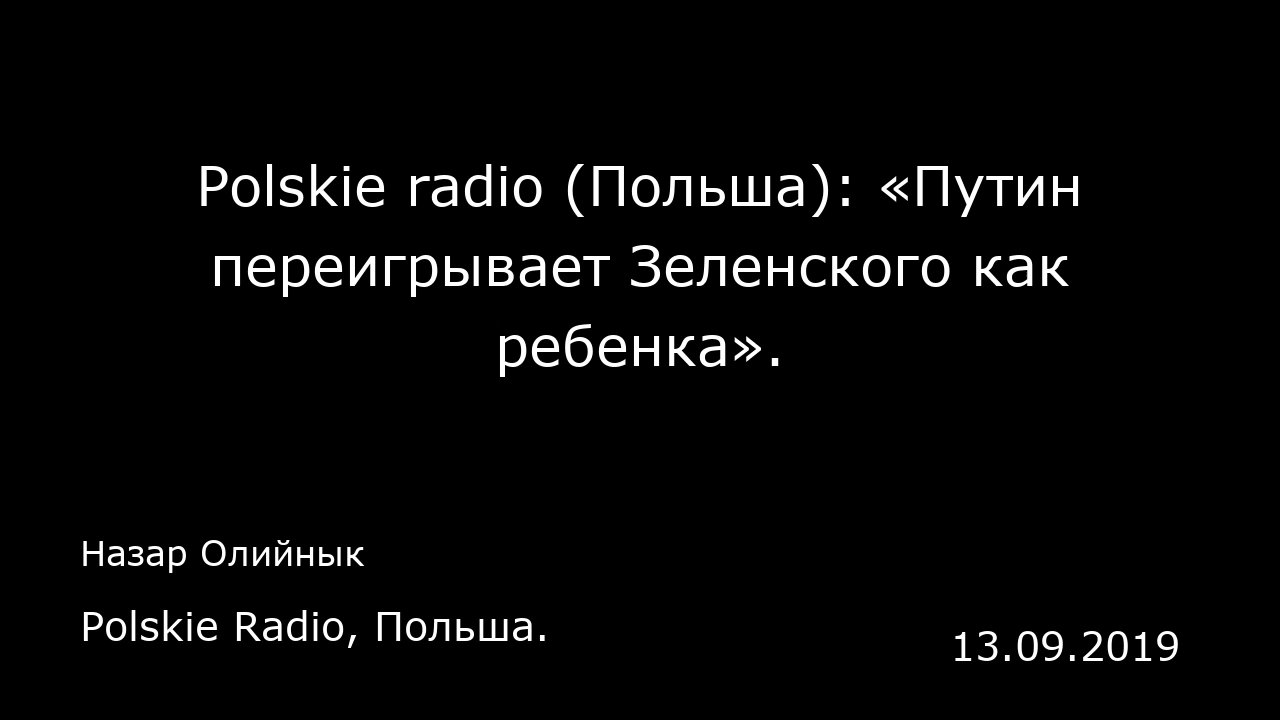 Polskie radio (Польша): «Путин
переигрывает Зеленского как
ребенка».
Назар Олийнык
Polskie Radio, Польша.
13.09.2019